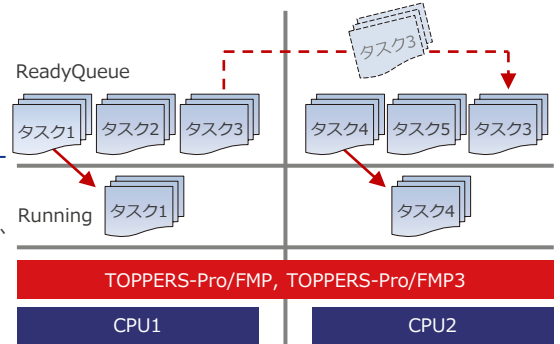 タスク3
ReadyQueue
タスク1 タスク2 タスク3 タスク4 タスク5 タスク3
Running タスク1 タスク4
、
TOPPERS-Pro/FMP, TOPPERS-Pro/FMP3
CPU1 CPU2